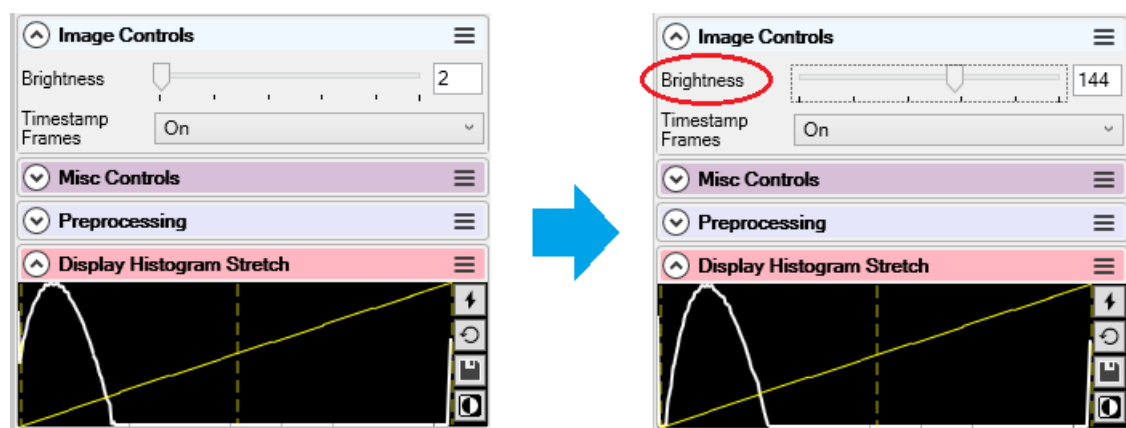 Image Controls
Brightness 2
Timestamp
Frames
On
Misc Controls
Preprocessing
Display Histogram Stretch
Image Controls
Brightness 144
Timestamp
Frames
On
Misc Controls
Preprocessing
Display Histogram Stretch